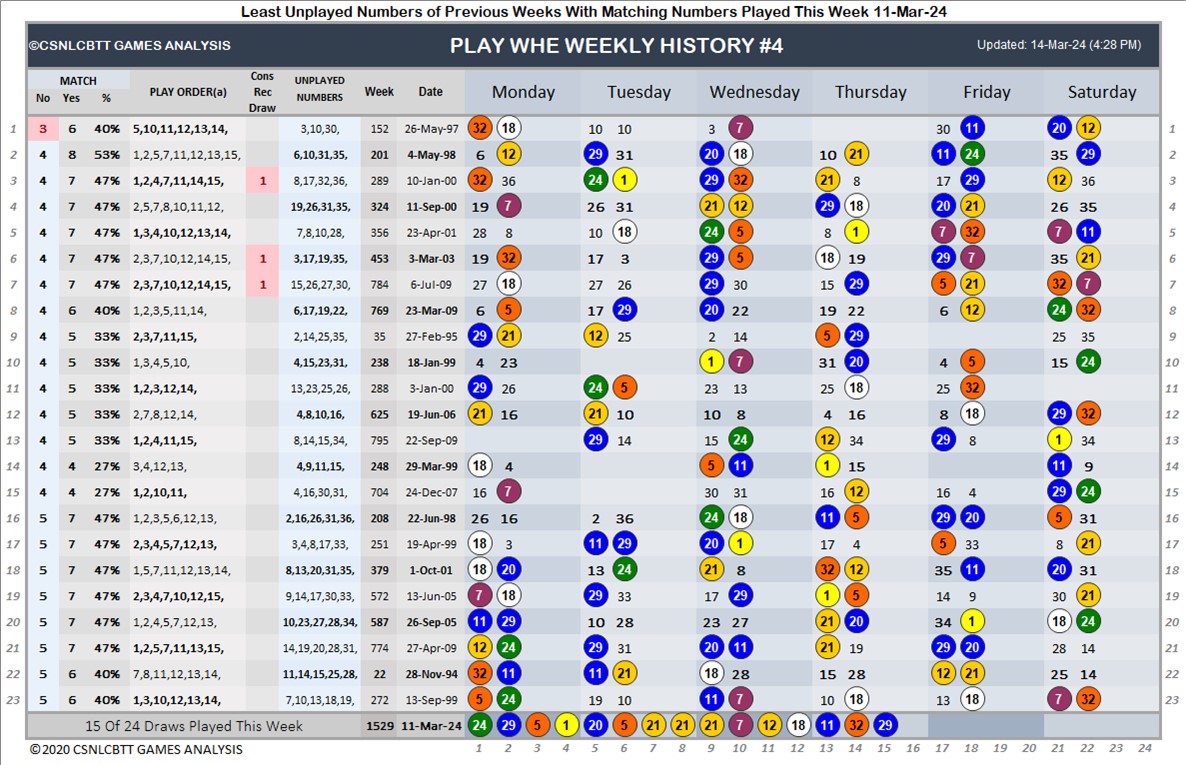 Least Unplayed Numbers of Previous Weeks With Matching Numbers Played This Week 11-Mar-24
©CSNLCBTT GAMES ANALYSIS PLAY WHE WEEKLY HISTORY #4 Updated: 14-Mar-24 (4:28 PM)
MATCH
No Yes % PLAY ORDER(a) Cons Rec Draw UNPLAYED NUMBERS Week Date Monday Tuesday Wednesday Thursday Friday Saturday
1 3 6 40% 5,10,11,12,13,14, 3,10,30, 152 26-May-97 32 18 10 10 3 7 30 11 20 12 1
2 4 8 53% 1,2,5,7,11,12,13,15, 6,10,31,35, 201 4-May-98 6 12 29 31 20 18 10 21 11 24 35 29 2
3 4 7 47% 1,2,4,7,11,14,15, 1 8,17,32,36, 289 10-Jan-00 32 36 24 1 29 32 21 8 17 29 12 36 3
4 4 7 47% 2,5,7,8,10,11,12, 19,26,31,35, 324 11-Sep-00 19 7 26 31 21 12 29 18 20 21 26 35 4
5 4 7 47% 1,3,4,10,12,13,14, 7,8,10,28, 356 23-Apr-01 28 8 10 18 24 5 8 1 7 32 7 11 5
6 4 7 47% 2,3,7,10,12,14,15, 1 3,17,19,35, 453 3-Mar-03 19 32 17 3 29 5 18 19 29 7 35 21 6
7 4 7 47% 2,3,7,10,12,14,15, 1 15,26,27,30, 784 6-Jul-09 27 18 27 26 29 30 15 29 5 21 32 7 7
8 4 6 40% 1,2,3,5,11,14, 6,17,19,22, 769 23-Mar-09 6 5 17 29 20 22 19 22 6 12 24 32 8
9 4 5 33% 2,3,7,11,15, 2,14,25,35, 35 27-Feb-95 29 21 12 25 2 14 5 29 25 35 9
10 4 5 33% 1,3,4,5,10, 4,15,23,31, 238 18-Jan-99 4 23 1 7 31 20 4 5 15 24 10
11 4 5 33% 1,2,3,12,14, 13,23,25,26, 288 3-Jan-00 29 26 24 5 23 13 25 18 25 32 11
12 4 5 33% 2,7,8,12,14, 4,8,10,16, 625 19-Jun-06 21 16 21 10 10 8 4 16 8 18 29 32 12
13 4 5 33% 1,2,4,11,15, 8,14,15,34, 795 22-Sep-09 29 14 15 24 12 34 29 8 1 34 13
14 4 4 27% 3,4,12,13, 4,9,11,15, 248 29-Mar-99 18 4 5 11 1 15 11 9 14
15 4 4 27% 1,2,10,11, 4,16,30,31, 704 24-Dec-07 16 7 30 31 16 12 16 4 29 24 15
16 5 7 47% 1,2,3,5,6,12,13, 2,16,26,31,36, 208 22-Jun-98 26 16 2 36 24 18 11 5 29 20 5 31 16
17 5 7 47% 2,3,4,5,7,12,13, 3,4,8,17,33, 251 19-Apr-99 18 3 11 29 20 1 17 4 5 33 8 21 17
18 5 7 47% 1,5,7,11,12,13,14, 8,13,20,31,35, 379 1-Oct-01 18 20 13 24 21 8 32 12 35 11 20 31 18
19 5 7 47% 2,3,4,7,10,12,15, 9,14,17,30,33, 572 13-Jun-05 7 18 29 33 17 29 1 5 14 9 30 21 19
20 5 7 47% 1,2,4,5,7,12,13, 10,23,27,28,34, 587 26-Sep-05 11 29 10 28 23 27 21 20 34 1 18 24 20
21 5 7 47% 1,2,5,7,11,13,15, 14,19,20,28,31, 774 27-Apr-09 12 24 29 31 20 11 21 19 29 20 28 14 21
22 5 6 40% 7,8,11,12,13,14, 11,14,15,25,28, 22 28-Nov-94 32 11 11 21 18 28 15 28 12 21 25 14 22
23 5 6 40% 1,3,10,12,13,14, 7,10,13,18,19, 272 13-Sep-99 5 24 19 10 11 7 10 18 13 18 7 32 23
15 Of 24 Draws Played This Week 1529 11-Mar-24 24 29 5 1 20 5 21 21 21 7 12 18 11 32 29
© 2020 CSNLCBTT GAMES ANALYSIS 1 2 3 4 5 6 7 8 9 10 11 12 13 14 15 16 17 18 19 20 21 22 23 24